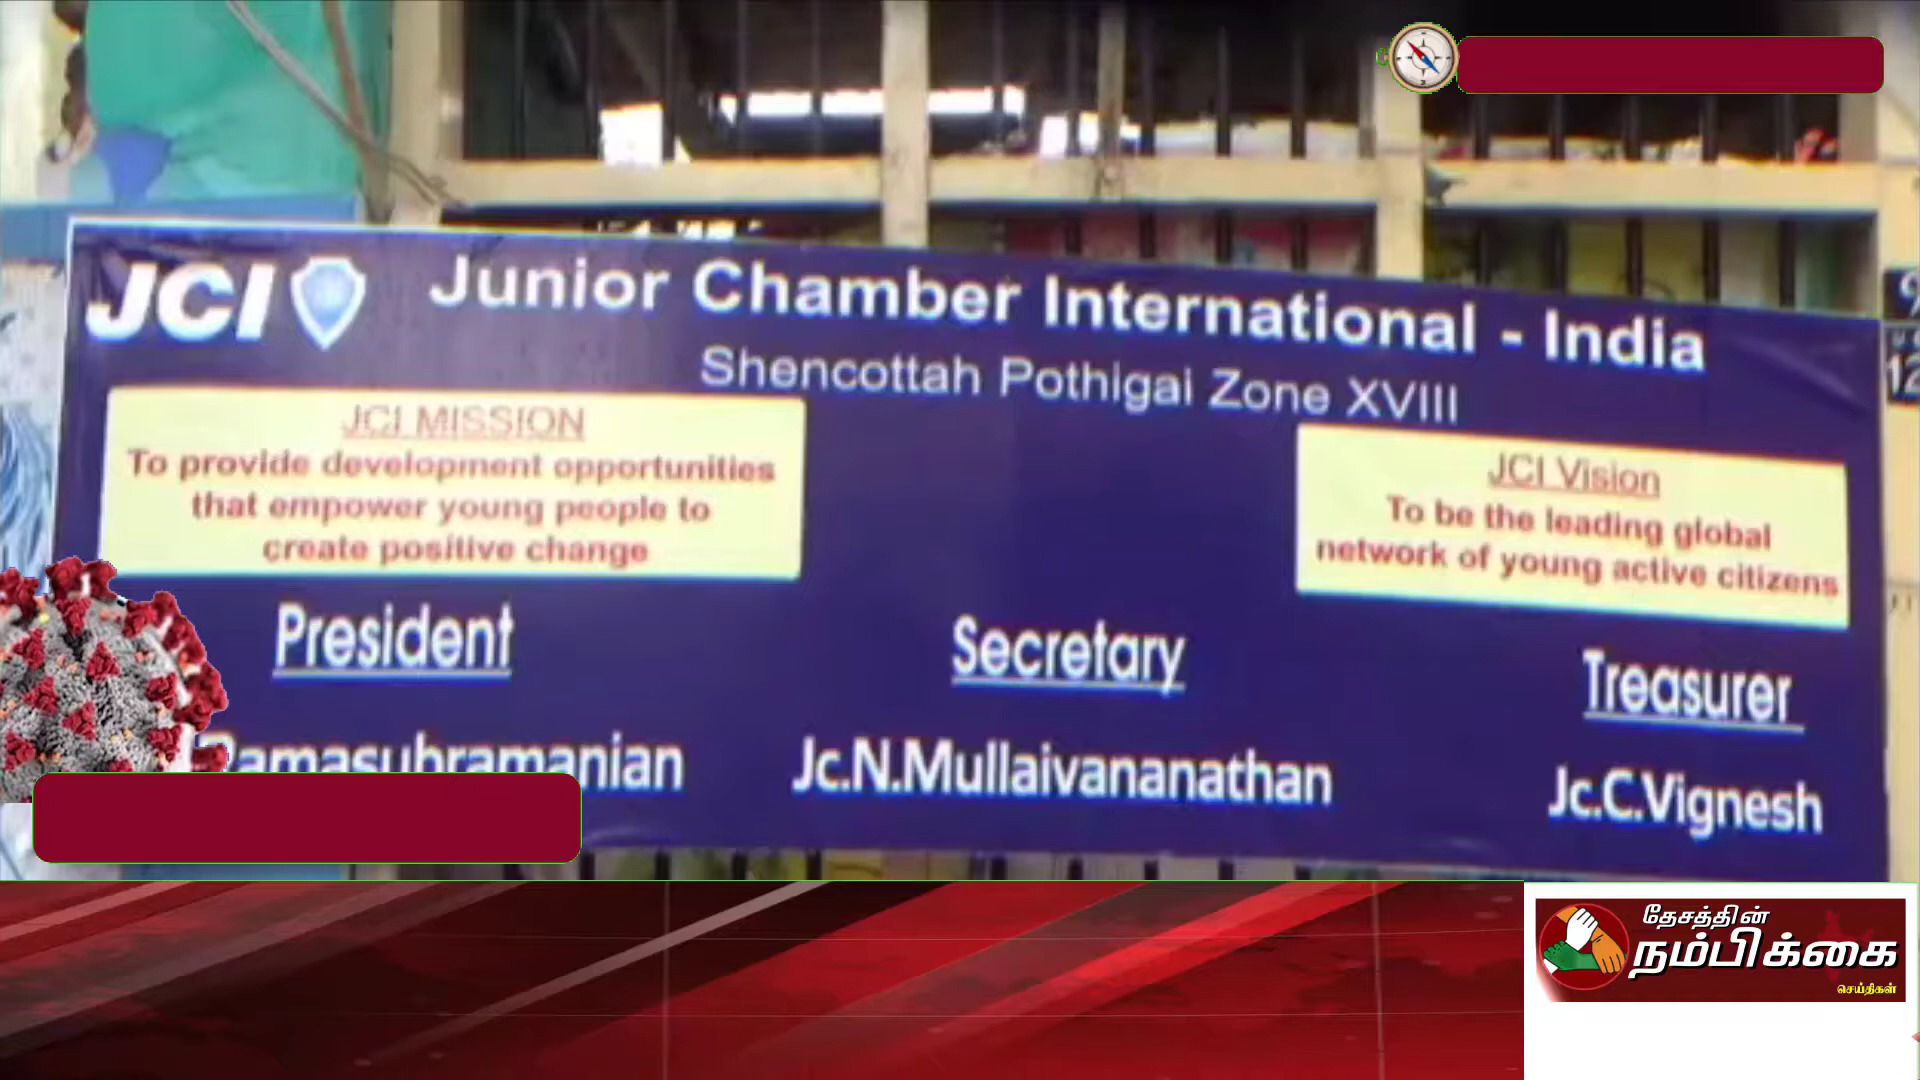 JCI
Junior Chamber International - India
Shencottah Pothigai Zone XVIII
JCI MISSION
To provide development opportunities
that empower young people to
create positive change
JCI Vision
To be the leading global
network of young active citizens
President
Secretary
Treasurer
Ramasubramanian
Jc.N.Mullaivananathan
Jc.C.Vignesh
12
தேசத்தின்
நம்பிக்கை
செய்திகள்